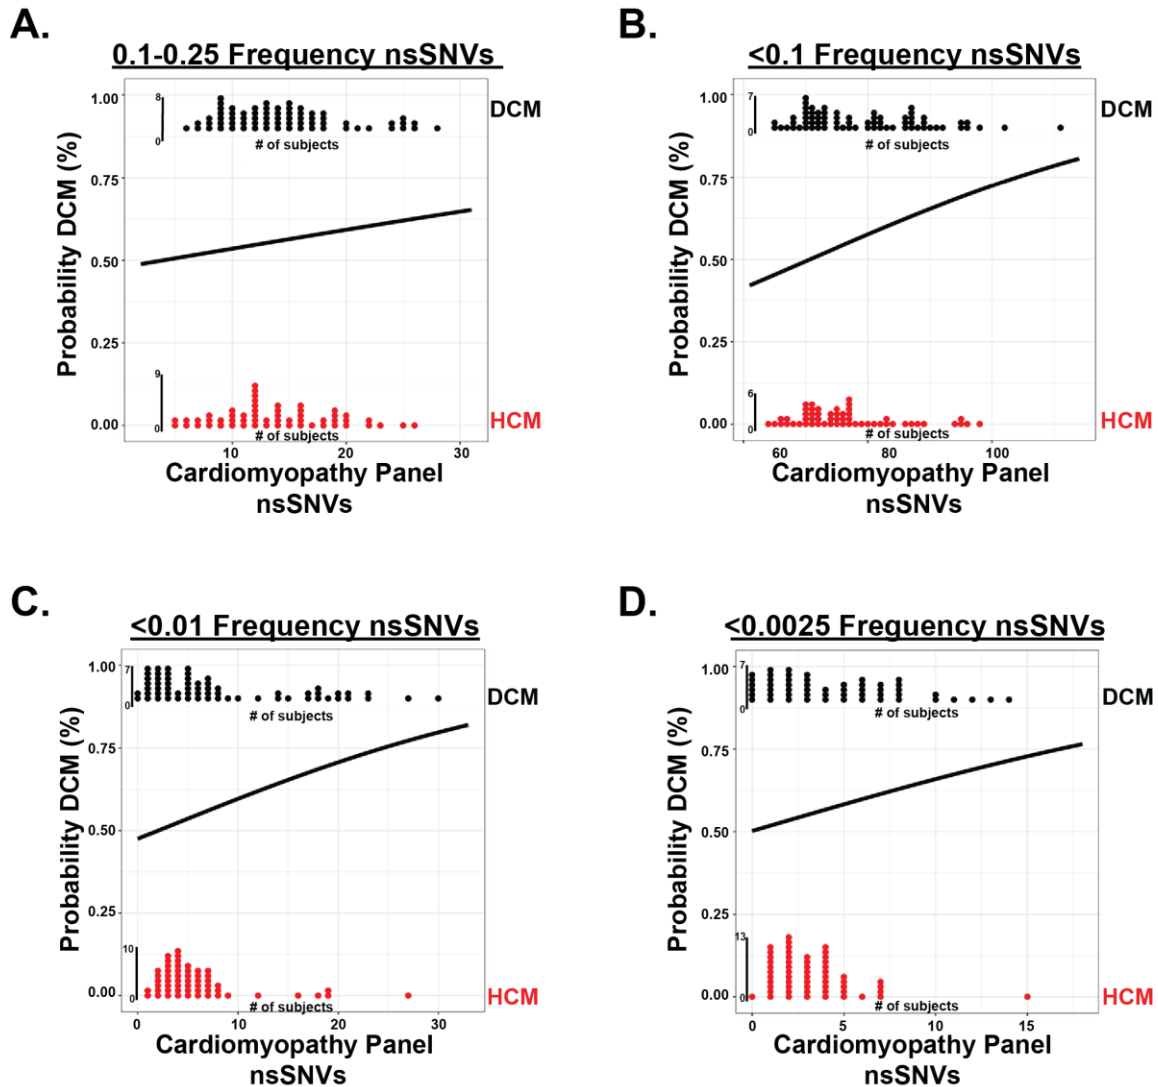 A.
0.1-0.25 Frequency nsSNVs
1.00
0.75
0.50
0.25
0.00
Probability DCM (%)
8
0
# of subjects
DCM
9
0
# of subjects
HCM
10
20
30
Cardiomyopathy Panel
nsSNVs
B.
<0.1 Frequency nsSNVs
1.00
0.75
0.50
0.25
0.00
Probability DCM (%)
7
0
# of subjects
DCM
6
0
# of subjects
HCM
60
80
100
Cardiomyopathy Panel
nsSNVs
C.
<0.01 Frequency nsSNVs
1.00
0.75
0.50
0.25
0.00
Probability DCM (%)
7
0
# of subjects
DCM
10
0
# of subjects
HCM
0
10
20
30
Cardiomyopathy Panel
nsSNVs
D.
<0.0025 Frequency nsSNVs
1.00
0.75
0.50
0.25
0.00
Probability DCM (%)
7
0
# of subjects
DCM
13
0
# of subjects
HCM
0
5
10
15
Cardiomyopathy Panel
nsSNVs